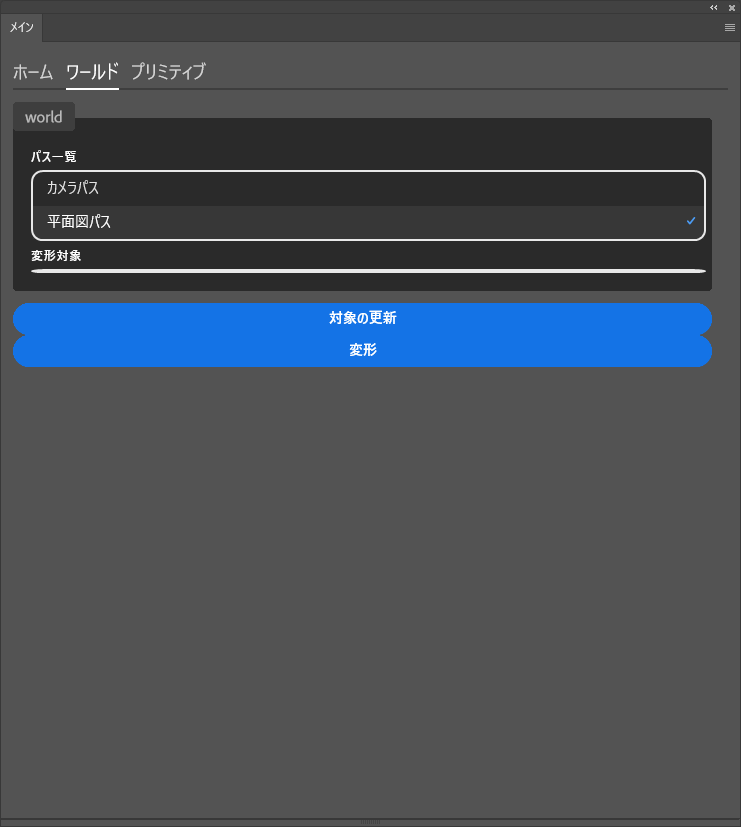 メイン
ホーム ワールド プリミティブ
world
パス一覧
カメラパス
平面図パス
変形対象
対象の更新
変形